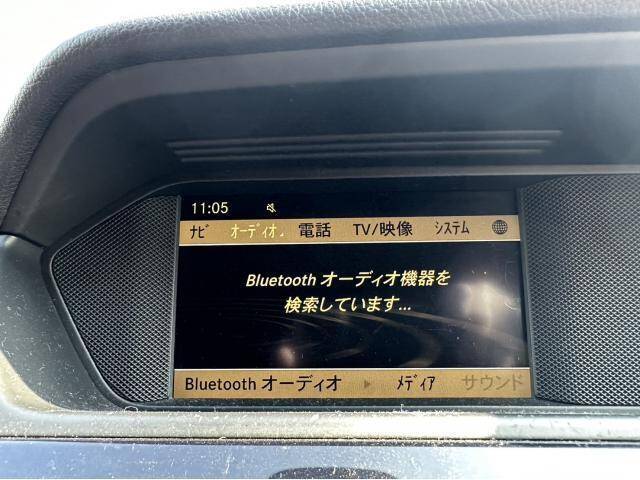 11:05
ﾅﾋﾞ ｵｰﾃﾞｨｵ 電話 TV/映像 ｼｽﾃﾑ
Bluetooth オーディオ機器を
検索しています...
Bluetooth オーディオ ﾒﾃﾞｨｱ サウンド